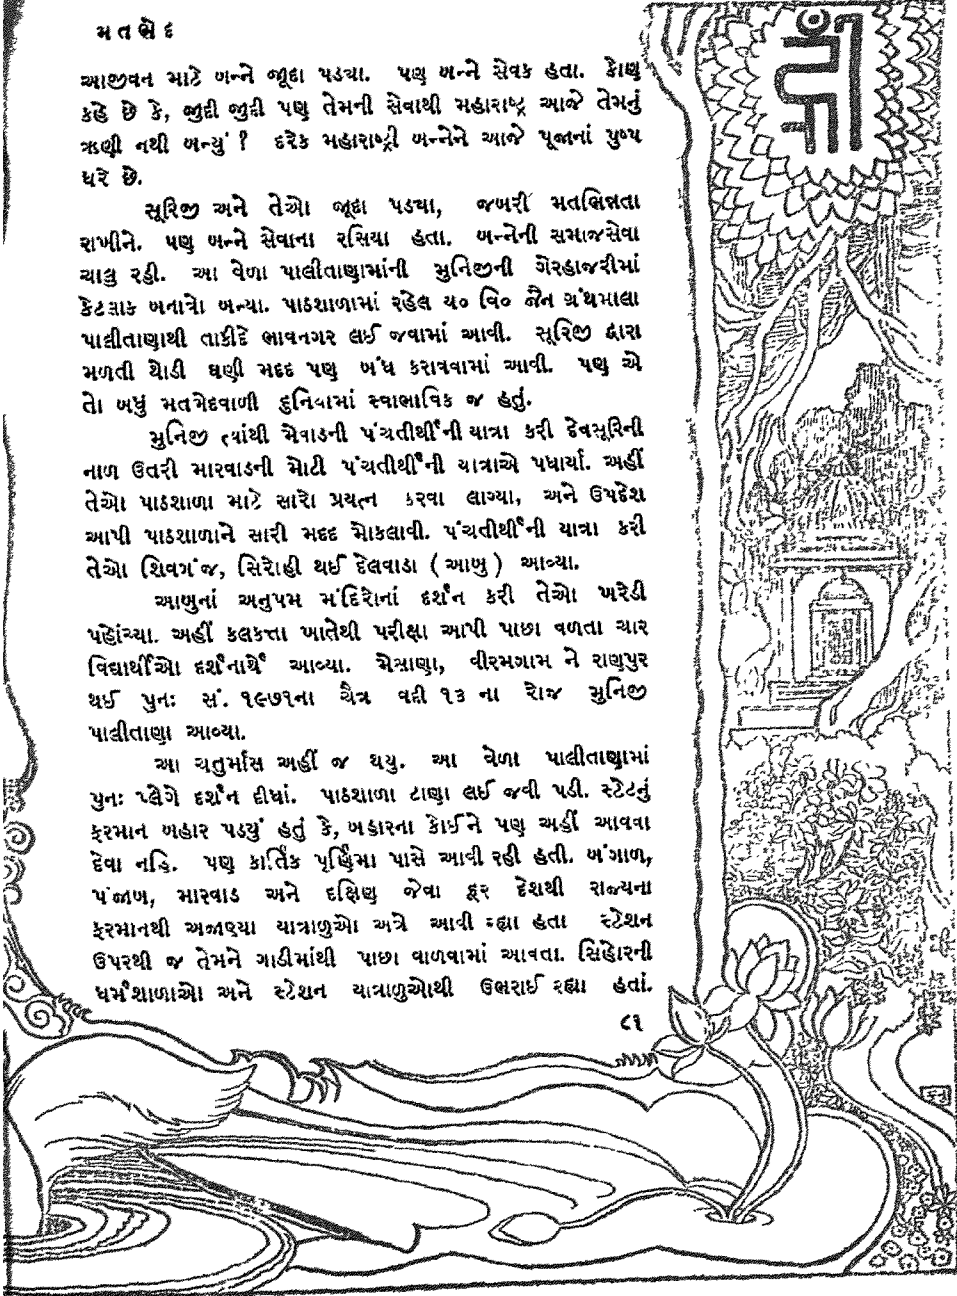 મતભેદ
આજીવન માટે બન્ને જૂદા પડયા. પણ બન્ને સેવક હતા. કોણ
કહે છે કે, જીદી જીદી પણ તેમની સેવાથી મહારાષ્ટ્ર આજે તેમનું
ઋણી નથી બન્યું ? દરેક મહારાષ્ટ્રી બન્નેને આજે પૂજાનાં પુષ્પ
ધરે છે.
સૂરિજી અને તેઓ જૂદા પડયા, જબરી મતભિન્નતા
રાખીને. પણ બન્ને સેવાના રસિયા હતા. બન્નેની સમાજસેવા
ચાલુ રહી. આ વેળા પાલીતાણામાંની મુનિજીની ગેરહાજરીમાં
કેટલાક બનાવો બન્યા. પાઠશાળામાં રહેલ ય૦ વિ૦ જૈન ગ્રંથમાલા
પાલીતાણાથી તાકીદે ભાવનગર લઈ જવામાં આવી. સૂરિજી દ્વારા
મળતી થોડી ઘણી મદદ પણ બંધ કરાવવામાં આવી. પણ એ
તો બધું મતભેદવાળી દુનિયામાં સ્વાભાવિક જ હતું.
મુનિજી ત્યાંથી મેવાડની પંચતીર્થીની યાત્રા કરી દેવસૂરિની
નાળ ઉતરી મારવાડની મોટી પંચતીર્થીની યાત્રાએ પધાર્યા. અહીં
તેઓ પાઠશાળા માટે સારો પ્રયત્ન કરવા લાગ્યા, અને ઉપદેશ
આપી પાઠશાળાને સારી મદદ મોકલાવી. પંચતીર્થીની યાત્રા કરી
તેઓ શિવગંજ, સિરોહી થઈ દેલવાડા ( આબુ ) આવ્યા.
આબુનાં અનુપમ મંદિરોનાં દર્શન કરી તેઓ ખરેડી
પહોંચ્યા. અહીં કલકત્તા ખાતેથી પરીક્ષા આપી પાછા વળતા ચાર
વિદ્યાર્થીઓ દર્શનાર્થે આવ્યા. મેસાણા, વીરમગામ ને રાણપુર
થઈ પુનઃ સં. ૧૯૭૧ના ચૈત્ર વદી ૧૩ ના રોજ મુનિજી
પાલીતાણા આવ્યા.
આ ચતુર્માસ અહીં જ થયુ. આ વેળા પાલીતાણામાં
પુનઃ પ્લેગે દર્શન દીધાં. પાઠશાળા ટાણા લઈ જવી પડી. સ્ટેટનું
ફરમાન બહાર પડયું હતું કે, બહારના કોઈને પણ અહીં આવવા
દેવા નહિ. પણ કાર્તિક પૂર્ણિમા પાસે આવી રહી હતી. બંગાળ,
પંજાબ, મારવાડ અને દક્ષિણ જેવા દૂર દેશથી રાજ્યના
ફરમાનથી અજાણ્યા યાત્રાળુઓ અત્રે આવી રહ્યા હતા સ્ટેશન
ઉપરથી જ તેમને ગાડીમાંથી પાછા વાળવામાં આવતા. સિહોરની
ધર્મશાળાઓ અને સ્ટેશન યાત્રાળુઓથી ઉભરાઈ રહ્યા હતાં.
૮૧